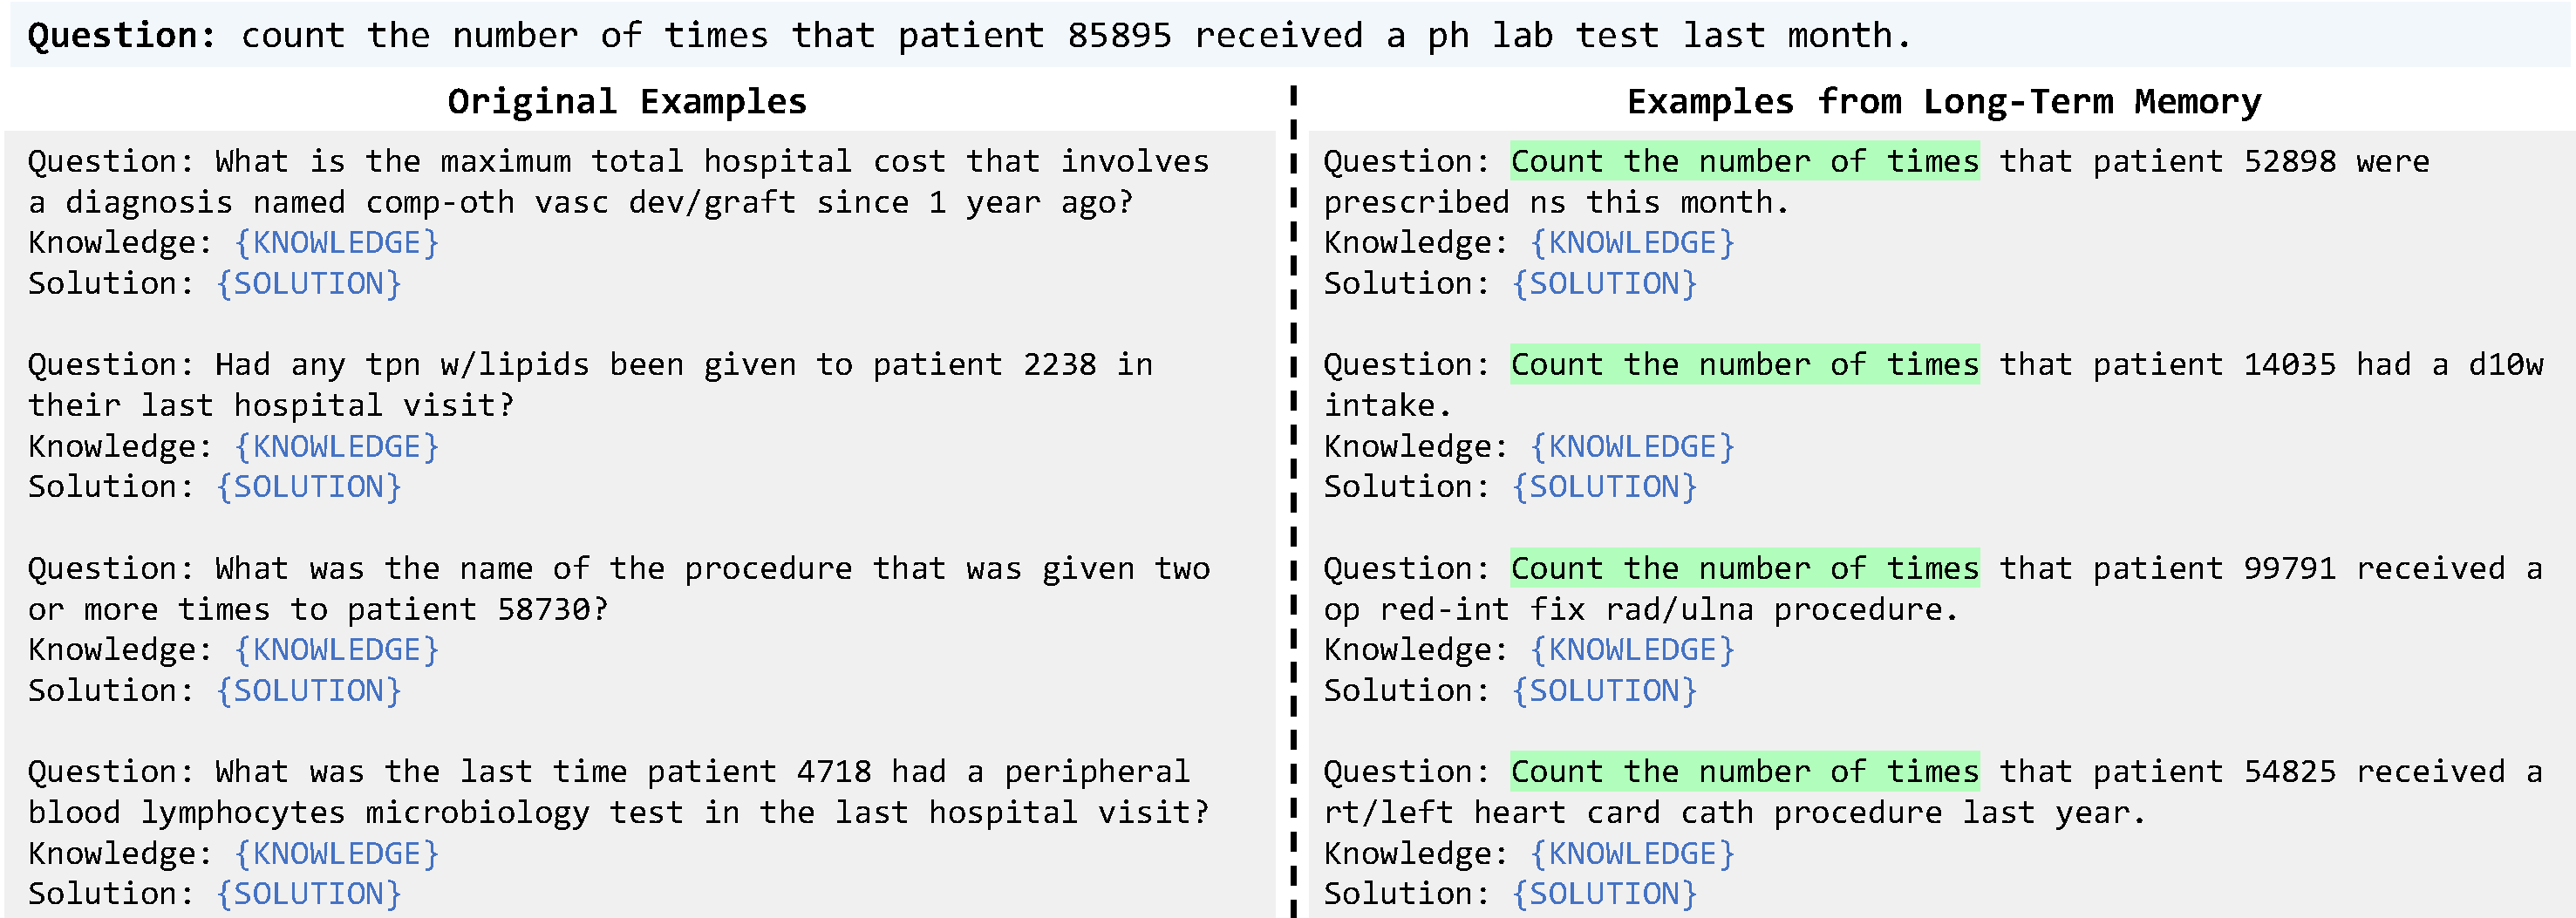 Question: count the number of times that patient 85895 received a ph lab test last month.
Original Examples
Question: What is the maximum total hospital cost that involves
a diagnosis named comp-oth vasc dev/graft since 1 year ago?
Knowledge: {KNOWLEDGE}
Solution: {SOLUTION}
Question: Had any tpn w/lipids been given to patient 2238 in
their last hospital visit?
Knowledge: {KNOWLEDGE}
Solution: {SOLUTION}
Question: What was the name of the procedure that was given two
or more times to patient 58730?
Knowledge: {KNOWLEDGE}
Solution: {SOLUTION}
Question: What was the last time patient 4718 had a peripheral
blood lymphocytes microbiology test in the last hospital visit?
Knowledge: {KNOWLEDGE}
Solution: {SOLUTION}
Examples from Long-Term Memory
Question: Count the number of times that patient 52898 were
prescribed ns this month.
Knowledge: {KNOWLEDGE}
Solution: {SOLUTION}
Question: Count the number of times that patient 14035 had a d10w
intake.
Knowledge: {KNOWLEDGE}
Solution: {SOLUTION}
Question: Count the number of times that patient 99791 received a
op red-int fix rad/ulna procedure.
Knowledge: {KNOWLEDGE}
Solution: {SOLUTION}
Question: Count the number of times that patient 54825 received a
rt/left heart card cath procedure last year.
Knowledge: {KNOWLEDGE}
Solution: {SOLUTION}